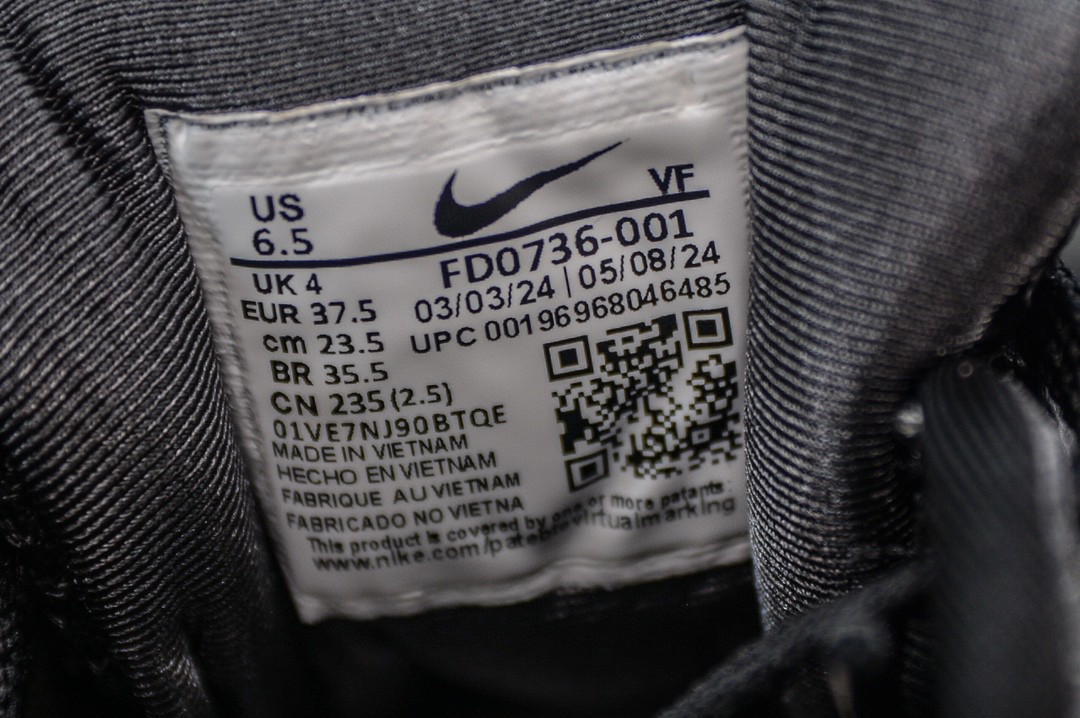 US
6.5
VF
UK 4
FD0736-001
EUR 37.5
03/03/24 | 05/08/24
cm 23.5
UPC 00196968046485
BR 35.5
CN 235 (2.5)
01VE7NJ90BTQE
MADE IN VIETNAM
HECHO EN VIETNAM
FABRIQUE AU VIETNAM
FABRICADO NO VIETNA
This product is covered by one or more patents:
www.nike.com/patents/virtualmarking